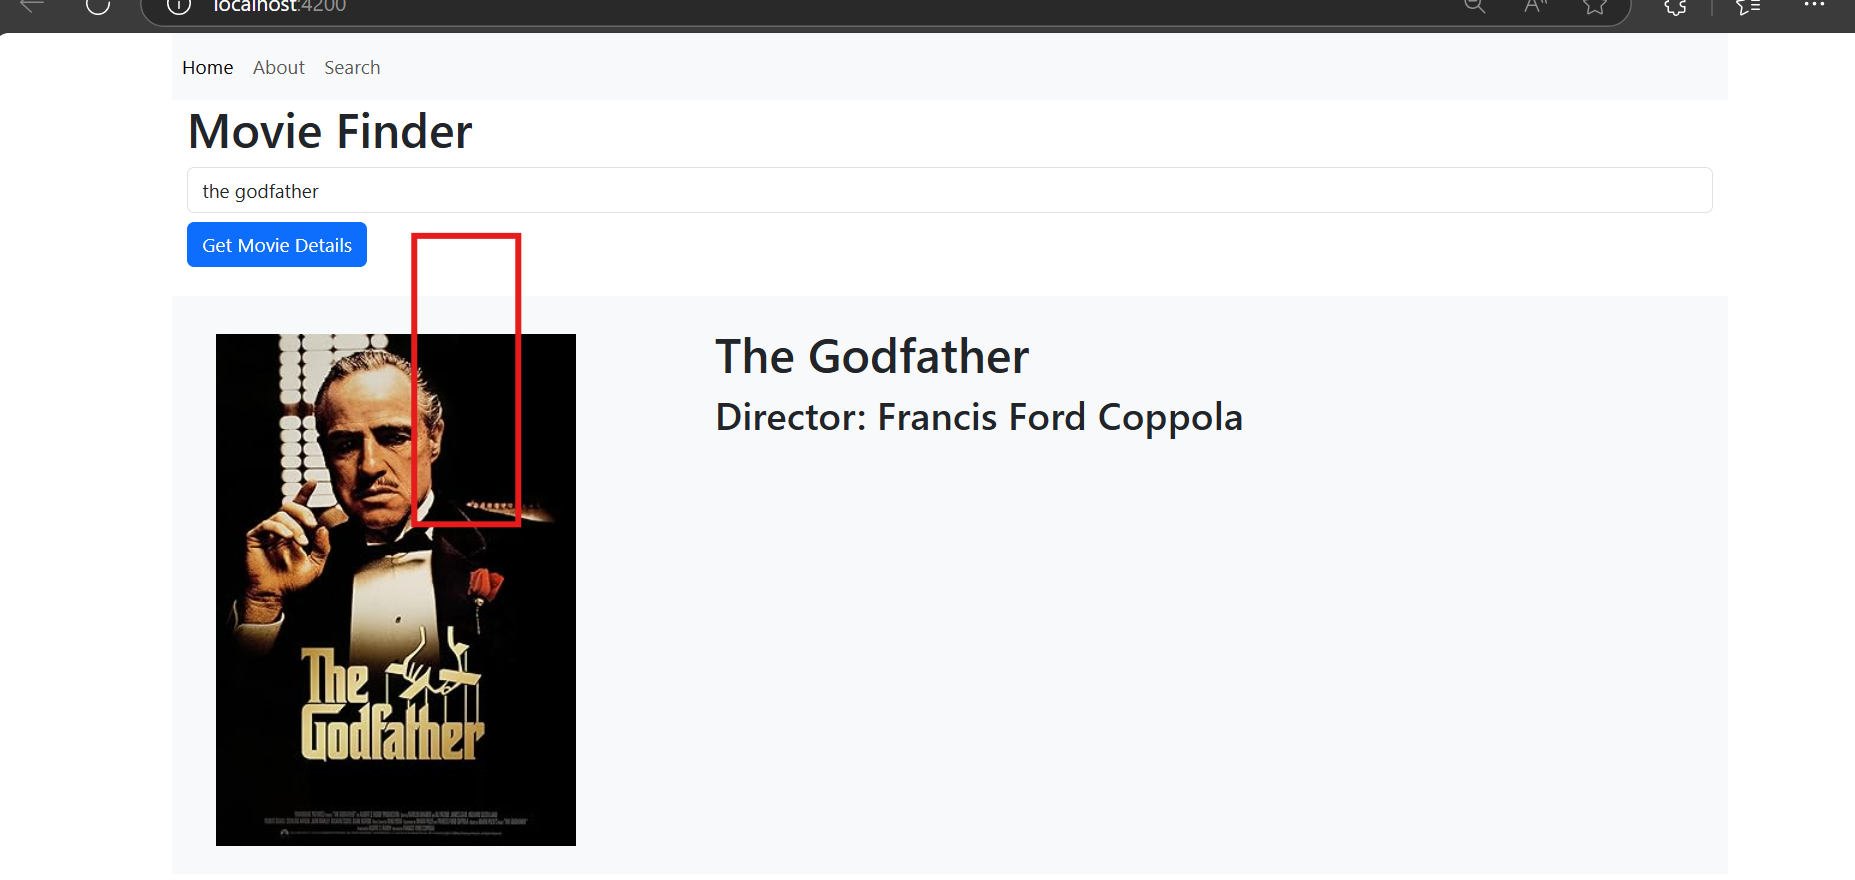 localhost:4200
Home About Search
Movie Finder
the godfather
Get Movie Details
The Godfather
Director: Francis Ford Coppola
The
Godfather